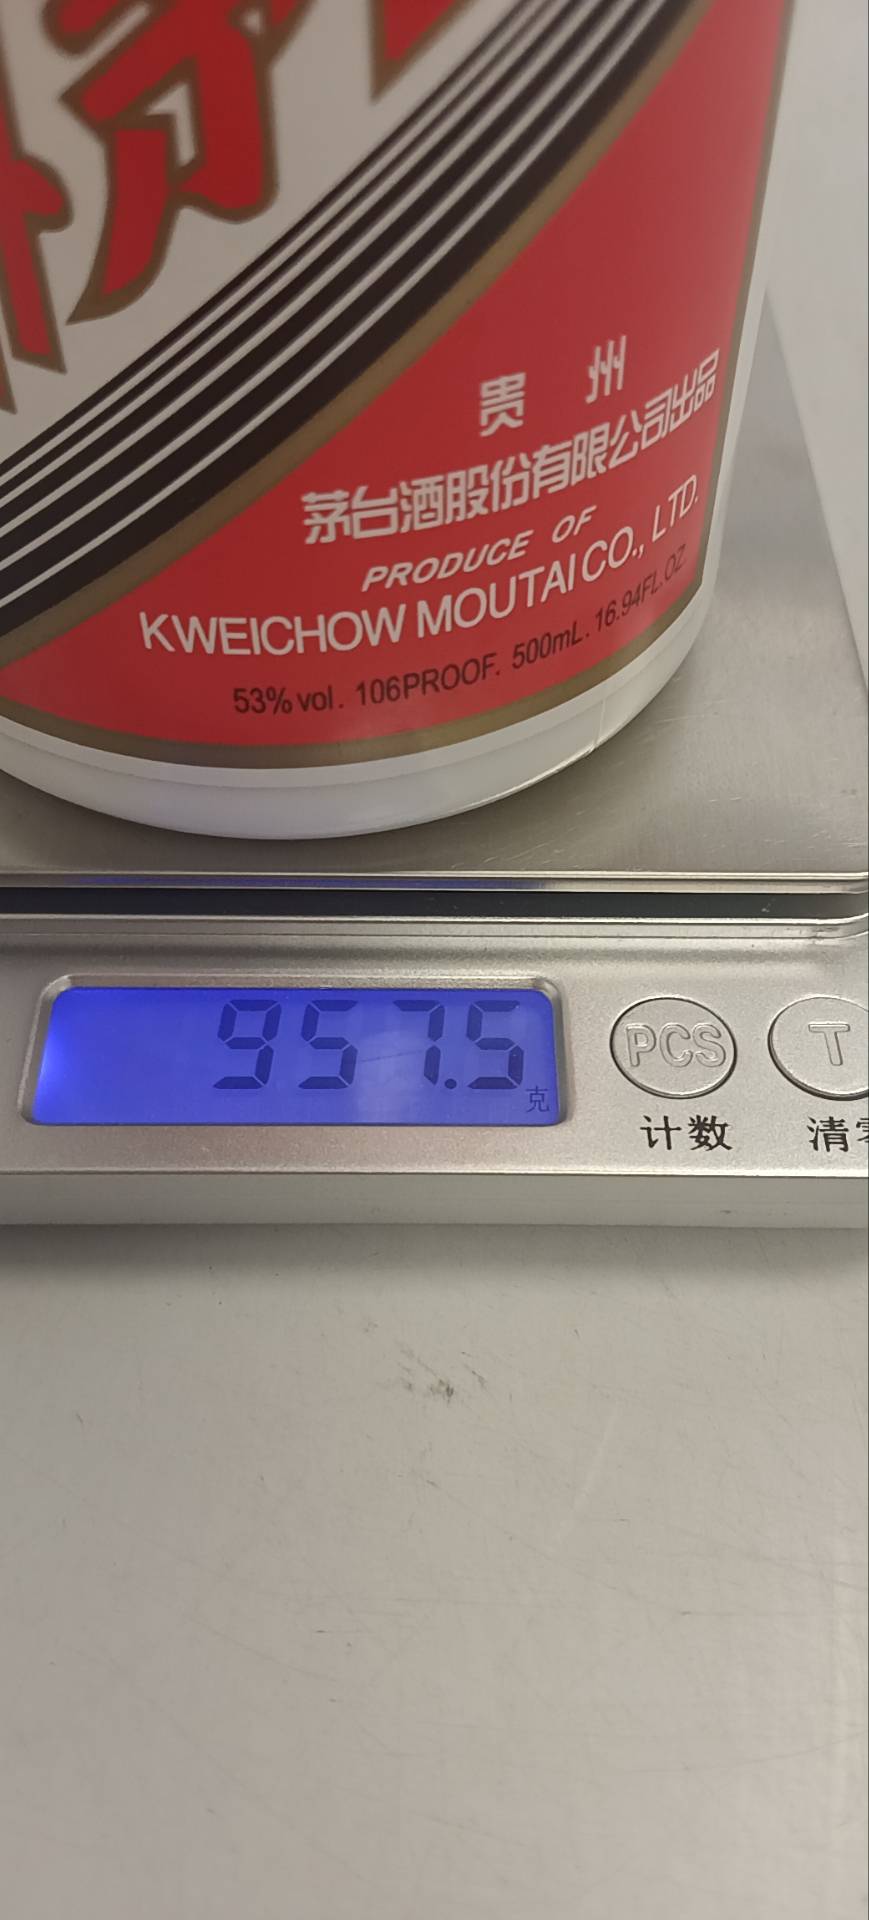 贵 州
茅台酒股份有限公司出品
PRODUCE OF
KWEICHOW MOUTAI CO., LTD.
53% vol. 106PROOF. 500mL. 16.94FL.OZ
957.5
克
PCS
T
计数
清